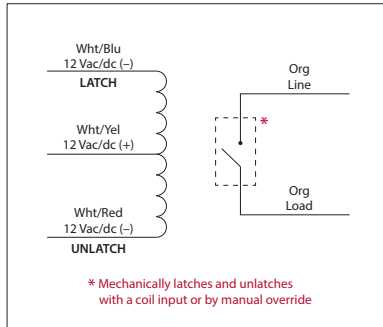 Wht/Blu
12 Vac/dc (–)
LATCH
Wht/Yel
12 Vac/dc (+)
Wht/Red
12 Vac/dc (–)
UNLATCH
Org
Line
*
Org
Load
* Mechanically latches and unlatches
with a coil input or by manual override